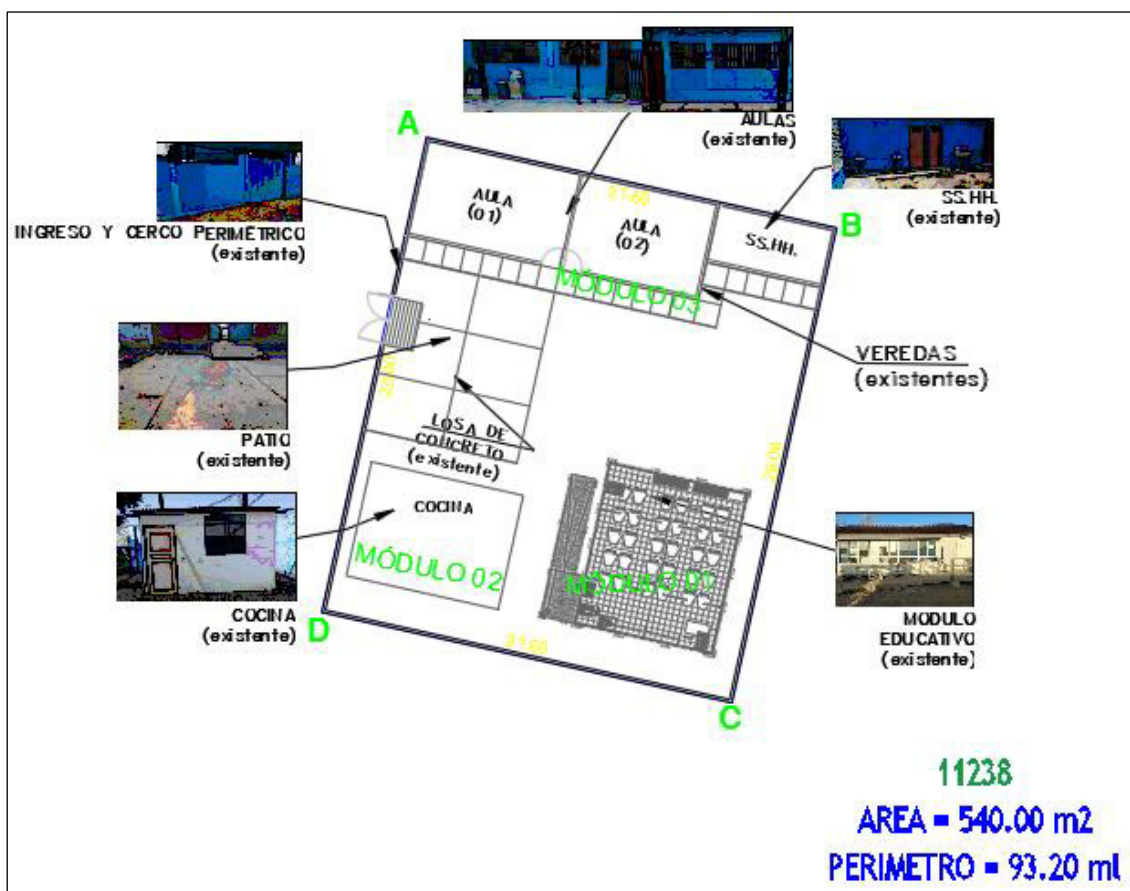 AULAS
(existente)
A
AULA
(01)
21.60
AULA
(02)
SS.HH.
SS.HH.
(existente)
B
INGRESO Y CERCO PERIMÉTRICO
(existente)
MÓDULO 03
VEREDAS
(existentes)
PATIO
(existente)
LOSA DE
CONCRETO
(existente)
COCINA
MÓDULO 02
MÓDULO 01
COCINA
(existente)
D
21.60
C
MODULO
EDUCATIVO
(existente)
11238
AREA = 540.00 m2
PERIMETRO = 93.20 ml